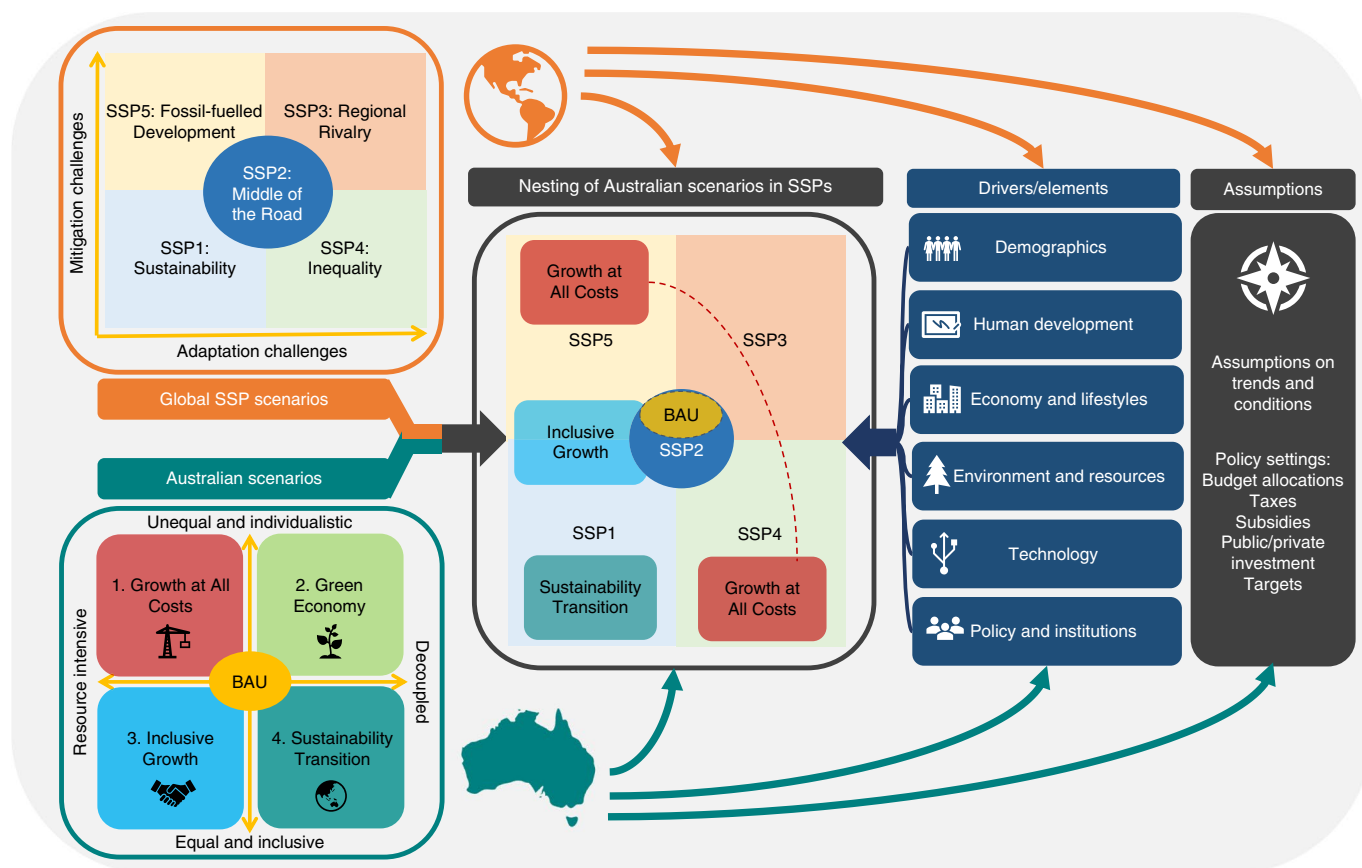 Mitigation challenges
SSP5: Fossil-fuelled
Development
SSP3: Regional
Rivalry
SSP2:
Middle of
the Road
SSP1:
Sustainability
SSP4:
Inequality
Adaptation challenges
Global SSP scenarios
Australian scenarios
Unequal and individualistic
Resource intensive
1. Growth at All
Costs
2. Green
Economy
BAU
3. Inclusive
Growth
4. Sustainability
Transition
Decoupled
Equal and inclusive
Nesting of Australian scenarios in SSPs
Growth at
All Costs
SSP5
SSP3
Inclusive
Growth
BAU
SSP2
SSP1
SSP4
Sustainability
Transition
Growth at
All Costs
Drivers/elements
Demographics
Human development
Economy and lifestyles
Environment and resources
Technology
Policy and institutions
Assumptions
Assumptions on
trends and
conditions
Policy settings:
Budget allocations
Taxes
Subsidies
Public/private
investment
Targets